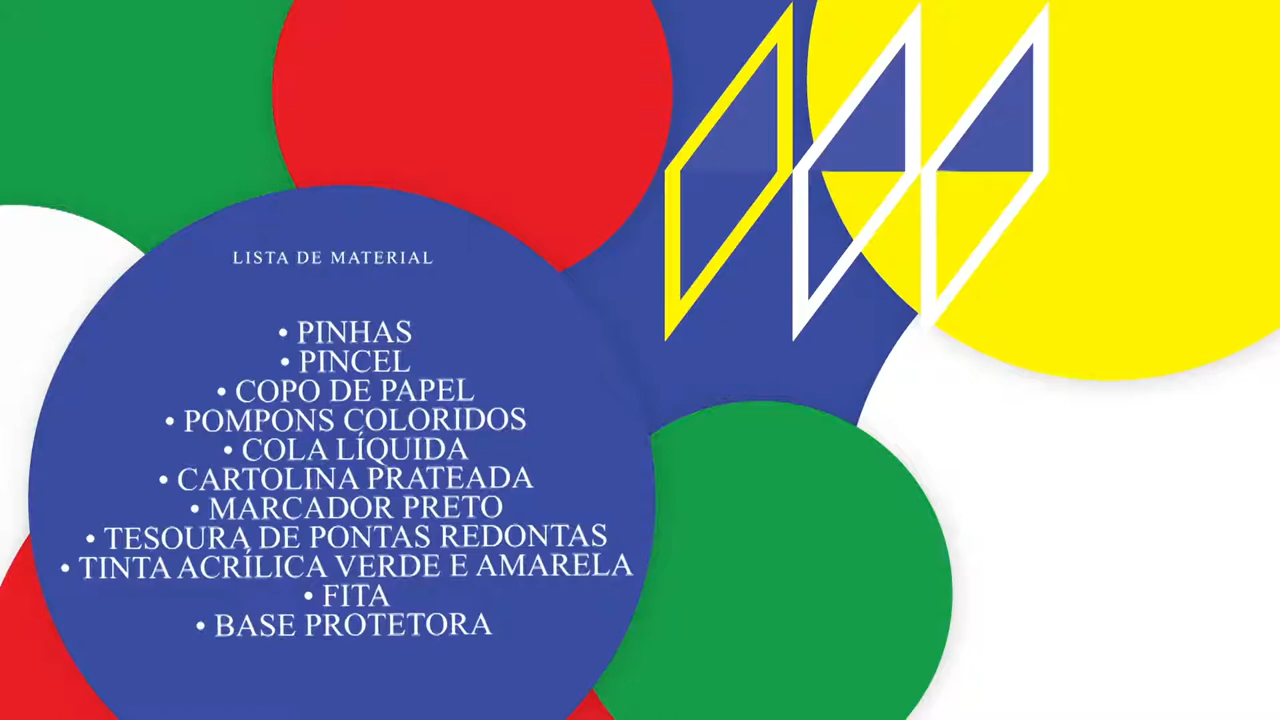 LISTA DE MATERIAL
• PINHAS
• PINCEL
• COPO DE PAPEL
• POMPONS COLORIDOS
• COLA LÍQUIDA
• CARTOLINA PRATEADA
• MARCADOR PRETO
• TESOURA DE PONTAS REDONTAS
• TINTA ACRÍLICA VERDE E AMARELA
• FITA
• BASE PROTETORA